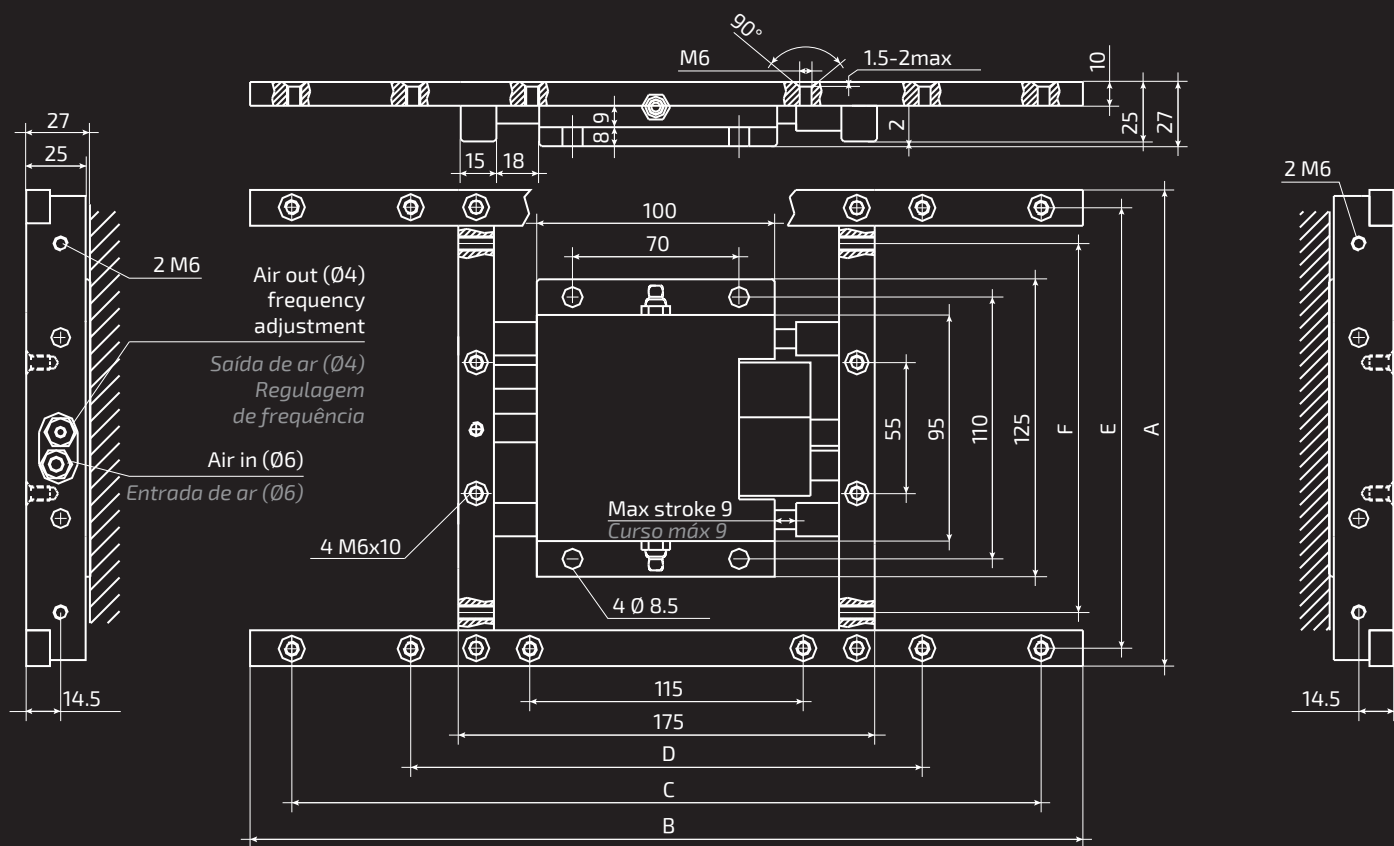 90°
M6
1.5-2max
10
27
25
9
8
2
25
27
15
18
2 M6
100
70
2 M6
Air out (Ø4)
frequency
adjustment
Saída de ar (Ø4)
Regulagem
de frequência
55
95
110
125
F
E
A
Air in (Ø6)
Entrada de ar (Ø6)
Max stroke 9
Curso máx 9
4 M6x10
4 Ø 8.5
14.5
115
14.5
175
D
C
B